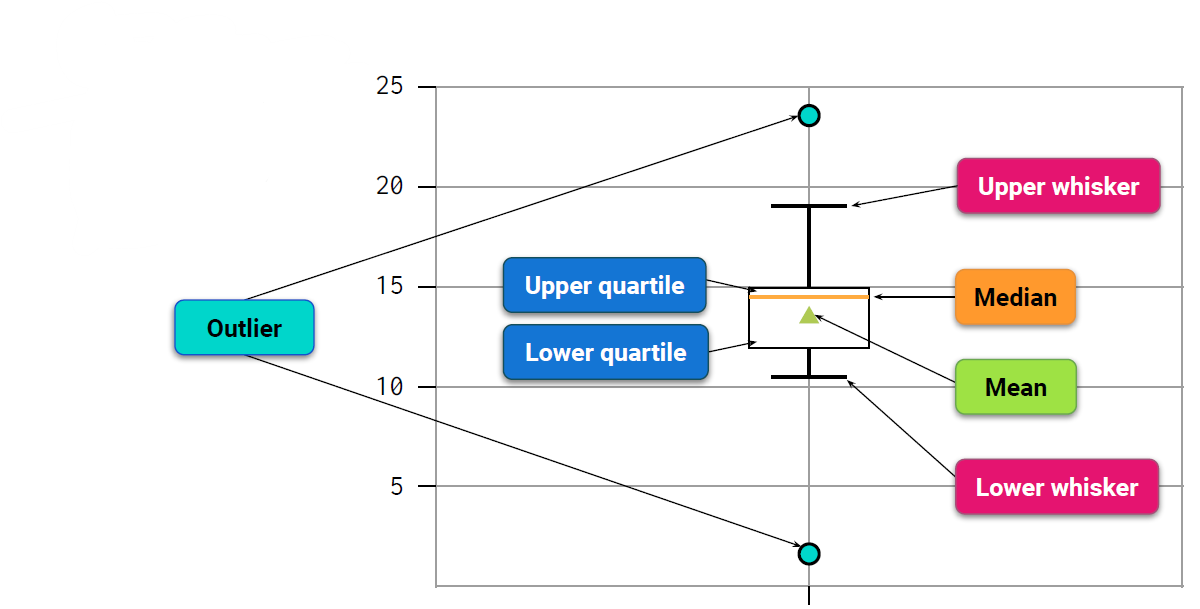 25
20
Upper whisker
Upper quartile
15
Median
Outlier
Lower quartile
10
Mean
5
Lower whisker